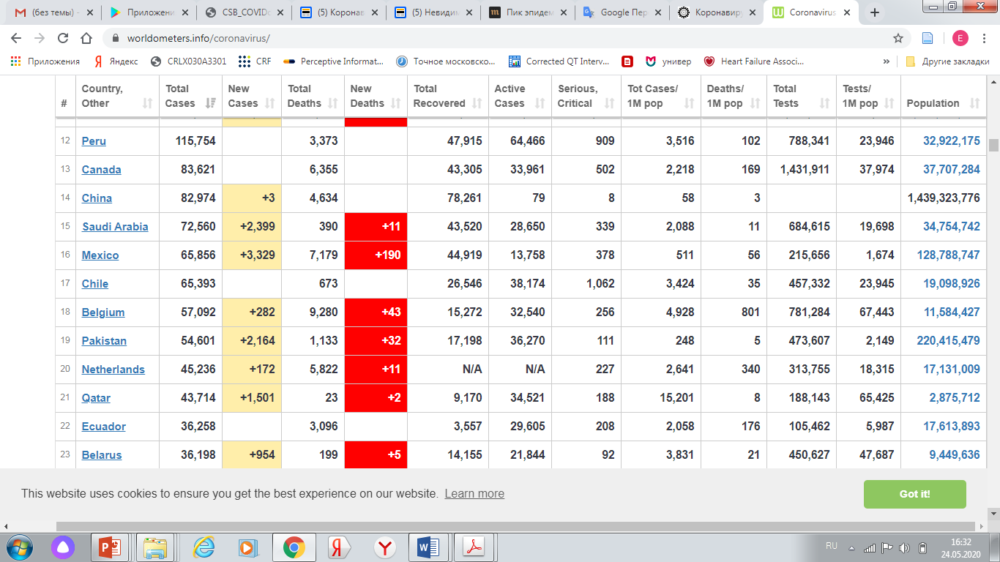 (без темы) -
Приложени
CSB_COVID
(5) Коронав
(5) Невидим
Пик эпидем
Google Пер
Коронавиру
Coronavirus
worldometers.info/coronavirus/
E
Приложения
Яндекс
CRLX030A3301
CRF
Perceptive Informat...
Точное московско...
Corrected QT Interv...
универ
Heart Failure Associ...
»
Другие закладки
# Country, Other Total Cases New Cases Total Deaths New Deaths Total Recovered Active Cases Serious, Critical Tot Cases/ 1M pop Deaths/ 1M pop Total Tests Tests/ 1M pop Population
12 Peru 115,754 3,373 47,915 64,466 909 3,516 102 788,341 23,946 32,922,175
13 Canada 83,621 6,355 43,305 33,961 502 2,218 169 1,431,911 37,974 37,707,284
14 China 82,974 +3 4,634 78,261 79 8 58 3 1,439,323,776
15 Saudi Arabia 72,560 +2,399 390 +11 43,520 28,650 339 2,088 11 684,615 19,698 34,754,742
16 Mexico 65,856 +3,329 7,179 +190 44,919 13,758 378 511 56 215,656 1,674 128,788,747
17 Chile 65,393 673 26,546 38,174 1,062 3,424 35 457,332 23,945 19,098,926
18 Belgium 57,092 +282 9,280 +43 15,272 32,540 256 4,928 801 781,284 67,443 11,584,427
19 Pakistan 54,601 +2,164 1,133 +32 17,198 36,270 111 248 5 473,607 2,149 220,415,479
20 Netherlands 45,236 +172 5,822 +11 N/A N/A 227 2,641 340 313,755 18,315 17,131,009
21 Qatar 43,714 +1,501 23 +2 9,170 34,521 188 15,201 8 188,143 65,425 2,875,712
22 Ecuador 36,258 3,096 3,557 29,605 208 2,058 176 105,462 5,987 17,613,893
23 Belarus 36,198 +954 199 +5 14,155 21,844 92 3,831 21 450,627 47,687 9,449,636
This website uses cookies to ensure you get the best experience on our website. Learn more
Got it!
RU
16:32
24.05.2020